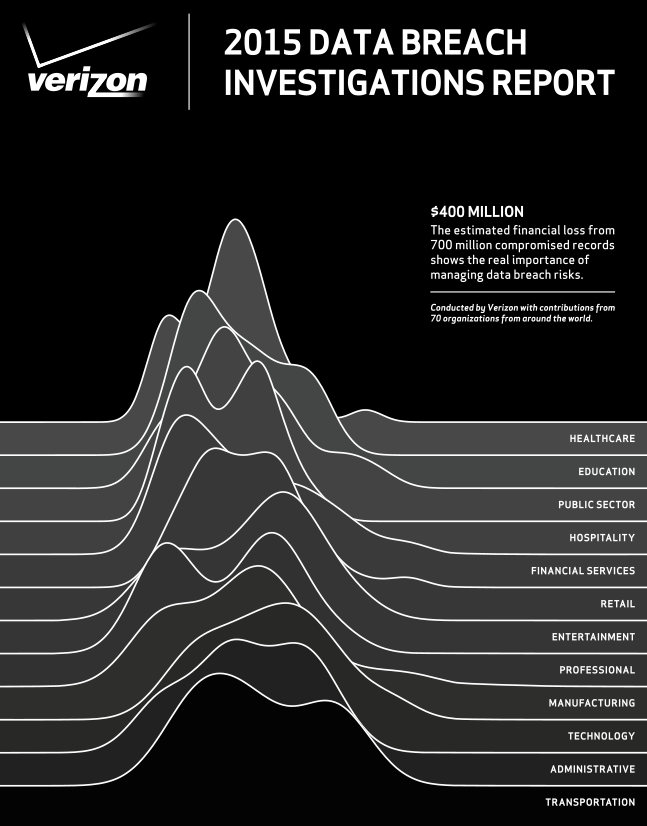 verizon
2015 DATA BREACH
INVESTIGATIONS REPORT
$400 MILLION
The estimated financial loss from
700 million compromised records
shows the real importance of
managing data breach risks.
Conducted by Verizon with contributions from
70 organizations from around the world.
HEALTHCARE
EDUCATION
PUBLIC SECTOR
HOSPITALITY
FINANCIAL SERVICES
RETAIL
ENTERTAINMENT
PROFESSIONAL
MANUFACTURING
TECHNOLOGY
ADMINISTRATIVE
TRANSPORTATION